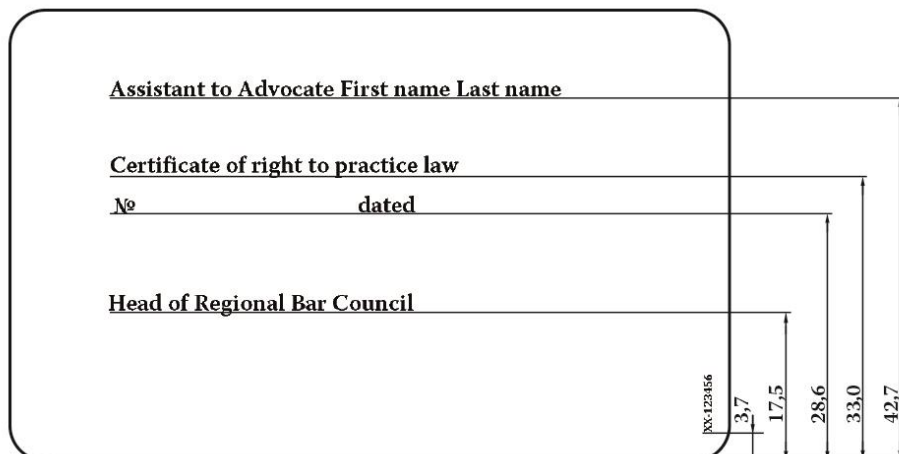 Assistant to Advocate First name Last name
Certificate of right to practice law
№ dated
Head of Regional Bar Council
XX-123456
3,7
17,5
28,6
33,0
42,7